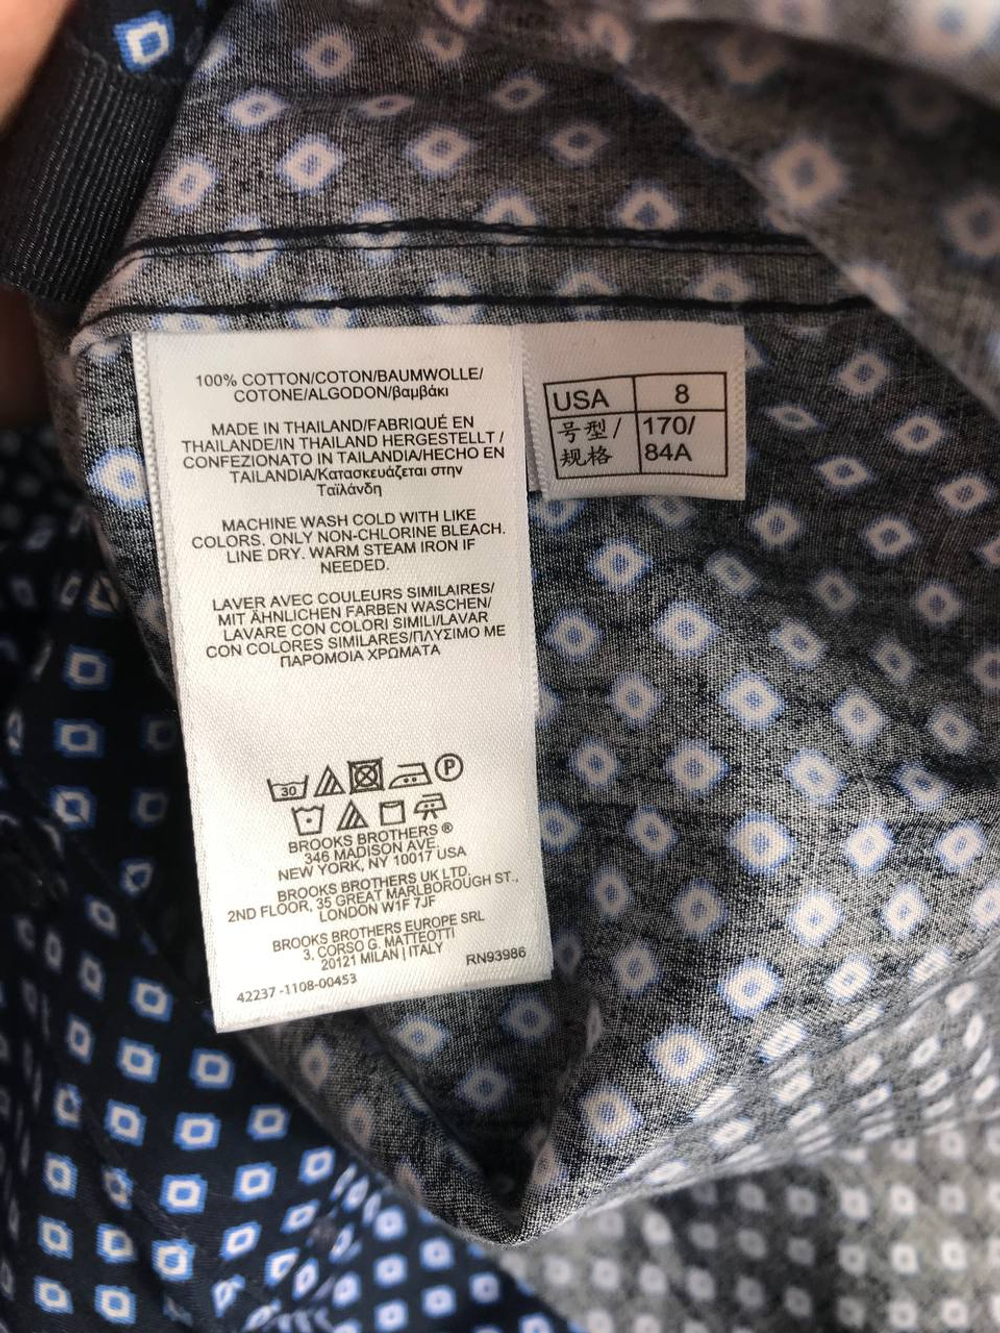 100% COTTON/COTON/BAUMWOLLE/
COTONE/ALGODON/βαμβάκι
MADE IN THAILAND/FABRIQUÉ EN
THAILANDE/IN THAILAND HERGESTELLT /
CONFEZIONATO IN TAILANDIA/HECHO EN
TAILANDIA/Κατασκευάζεται στην
Ταϊλάνδη
MACHINE WASH COLD WITH LIKE
COLORS. ONLY NON-CHLORINE BLEACH.
LINE DRY. WARM STEAM IRON IF
NEEDED.
LAVER AVEC COULEURS SIMILAIRES/
MIT ÄHNLICHEN FARBEN WASCHEN/
LAVARE CON COLORI SIMILI/LAVAR
CON COLORES SIMILARES/ΠΛΥΣΙΜΟ ΜΕ
ΠΑΡΟΜΟΙΑ ΧΡΩΜΑΤΑ
30 P
BROOKS BROTHERS ®
346 MADISON AVE.
NEW YORK, NY 10017 USA
BROOKS BROTHERS UK LTD.
2ND FLOOR, 35 GREAT MARLBOROUGH ST.,
LONDON W1F 7JF
BROOKS BROTHERS EUROPE SRL
3, CORSO G. MATTEOTTI
20121 MILAN | ITALY
RN93986
42237 -1108-00453
USA 8
号型/ 170/
规格 84A